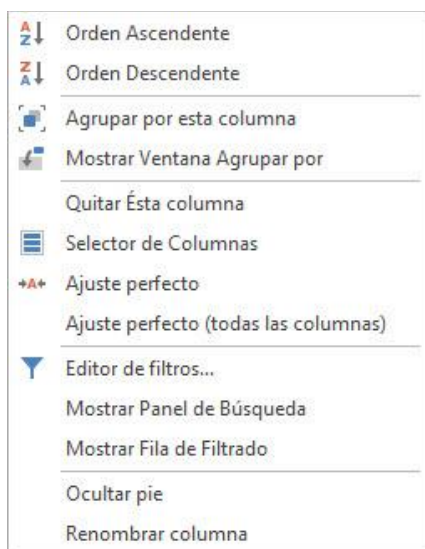 Orden Ascendente
Orden Descendente
Agrupar por esta columna
Mostrar Ventana Agrupar por
Quitar Ésta columna
Selector de Columnas
Ajuste perfecto
Ajuste perfecto (todas las columnas)
Editor de filtros...
Mostrar Panel de Búsqueda
Mostrar Fila de Filtrado
Ocultar pie
Renombrar columna